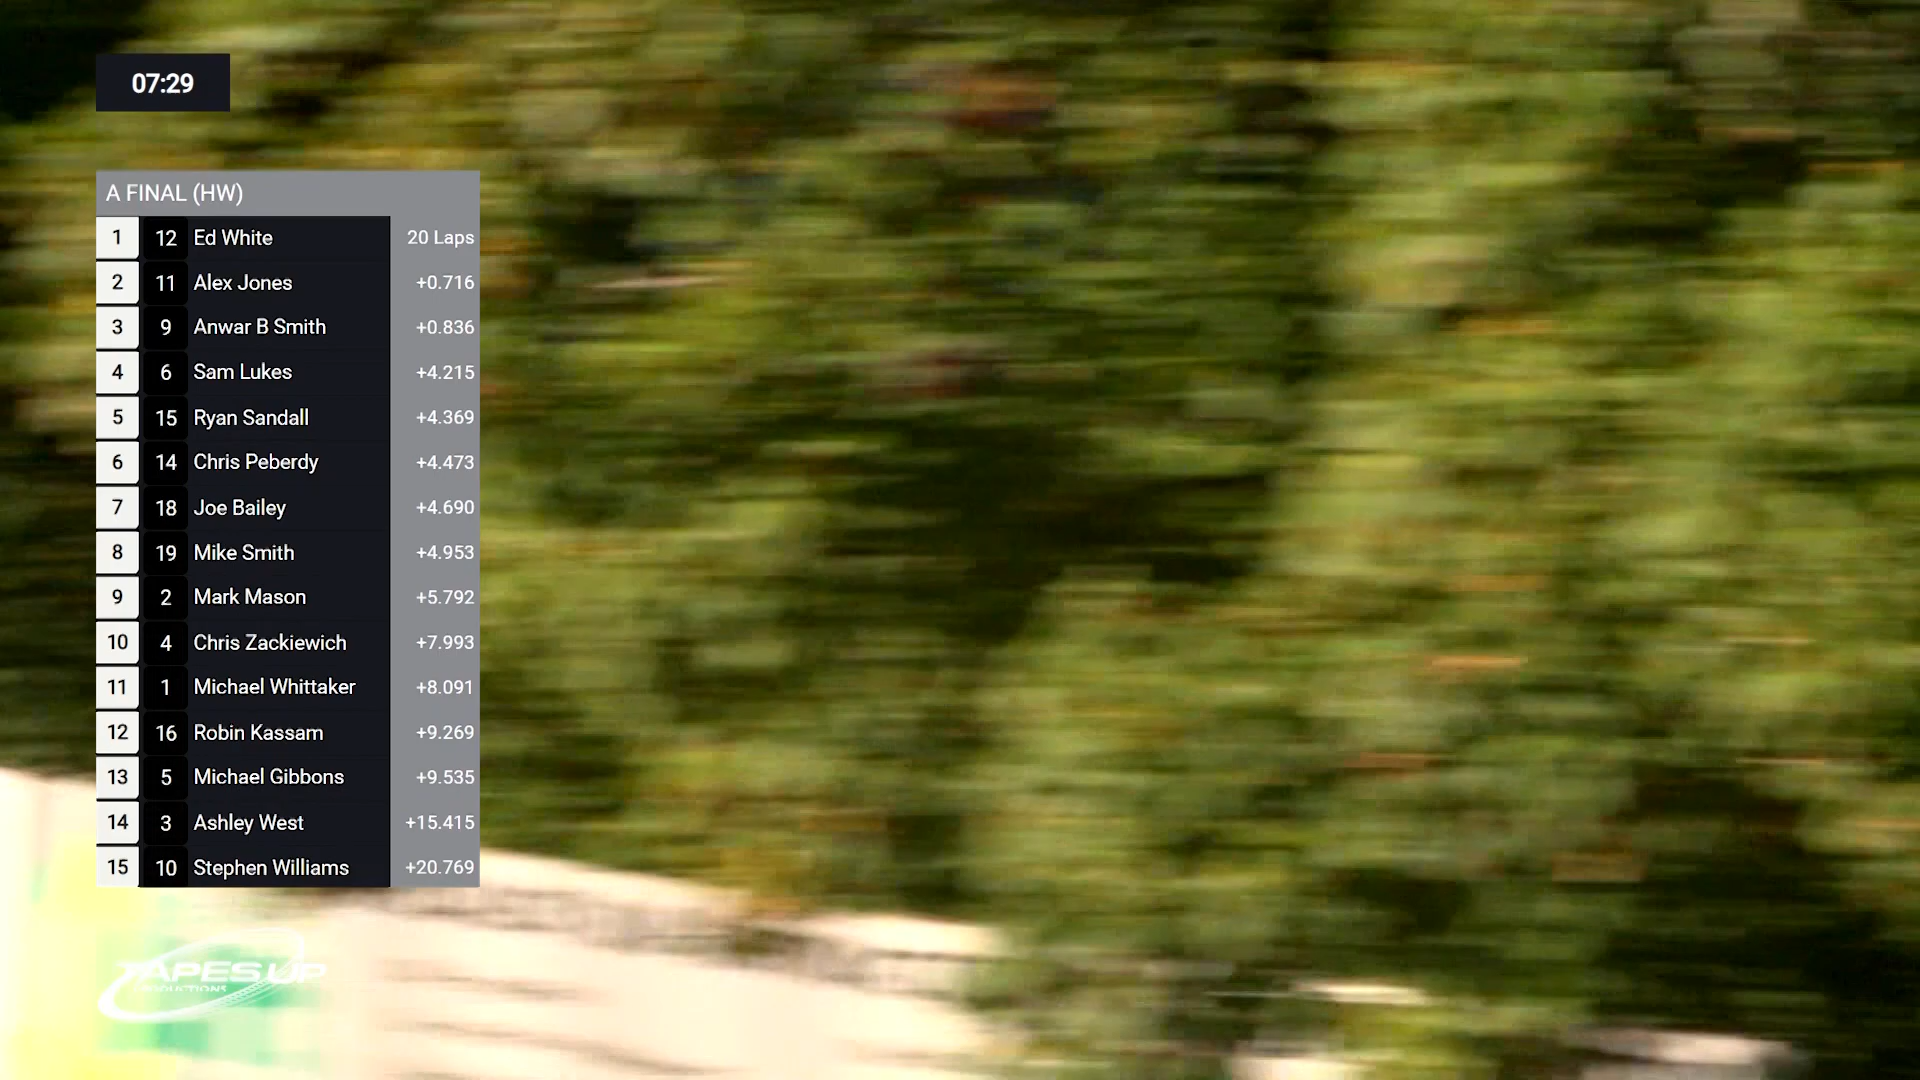 07:29
A FINAL (HW)
1 12 Ed White 20 Laps
2 11 Alex Jones +0.716
3 9 Anwar B Smith +0.836
4 6 Sam Lukes +4.215
5 15 Ryan Sandall +4.369
6 14 Chris Peberdy +4.473
7 18 Joe Bailey +4.690
8 19 Mike Smith +4.953
9 2 Mark Mason +5.792
10 4 Chris Zackiewich +7.993
11 1 Michael Whittaker +8.091
12 16 Robin Kassam +9.269
13 5 Michael Gibbons +9.535
14 3 Ashley West +15.415
15 10 Stephen Williams +20.769
TAPES UP
PRODUCTIONS